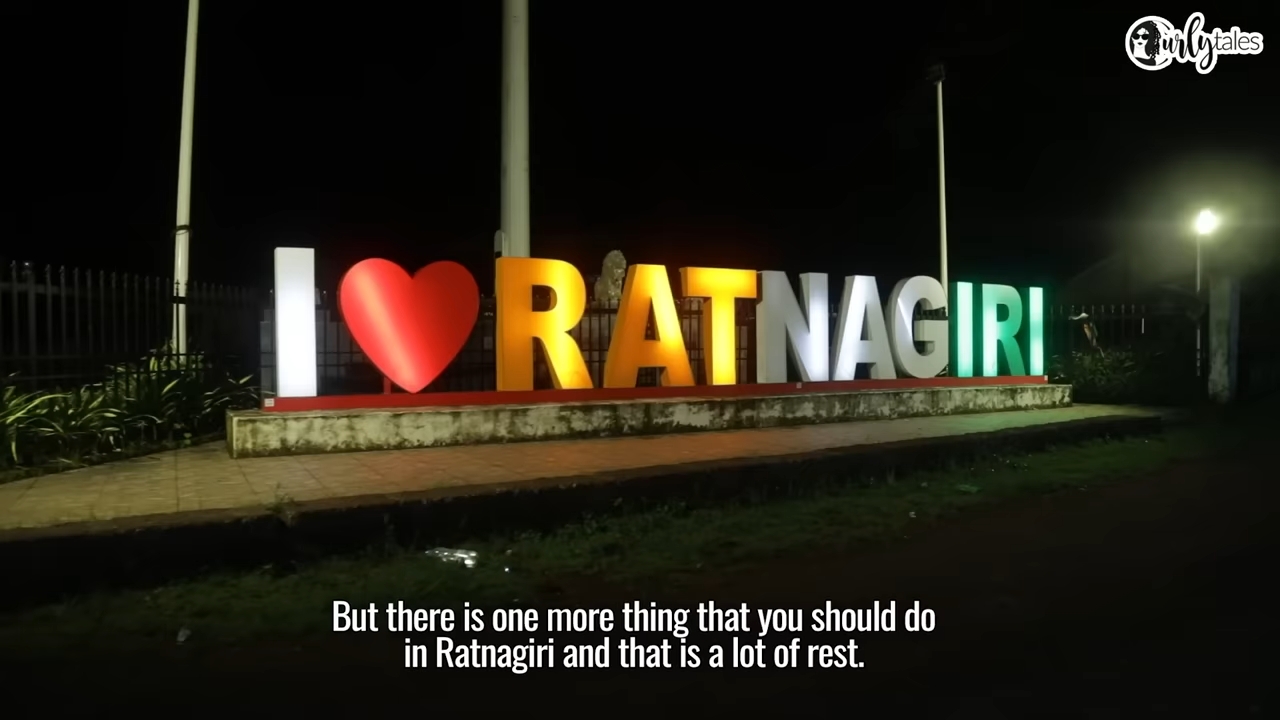 Curlytales
I ❤ RATNAGIRI
But there is one more thing that you should do
in Ratnagiri and that is a lot of rest.